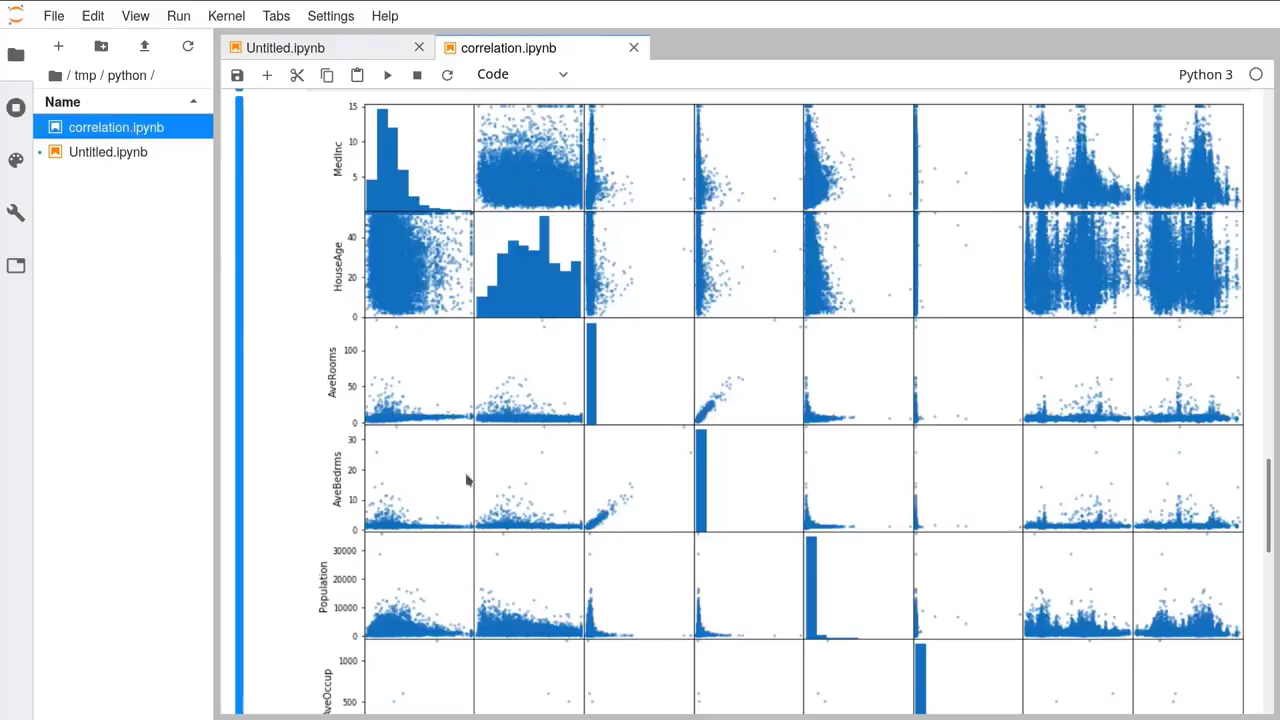 File Edit View Run Kernel Tabs Settings Help
Untitled.ipynb correlation.ipynb
Code Python 3
/ tmp / python /
Name
correlation.ipynb
Untitled.ipynb
MedInc
15
10
5
HouseAge
40
20
0
AveRooms
100
50
0
AveBedrms
30
20
10
0
Population
30000
20000
10000
0
AveOccup
1000
500